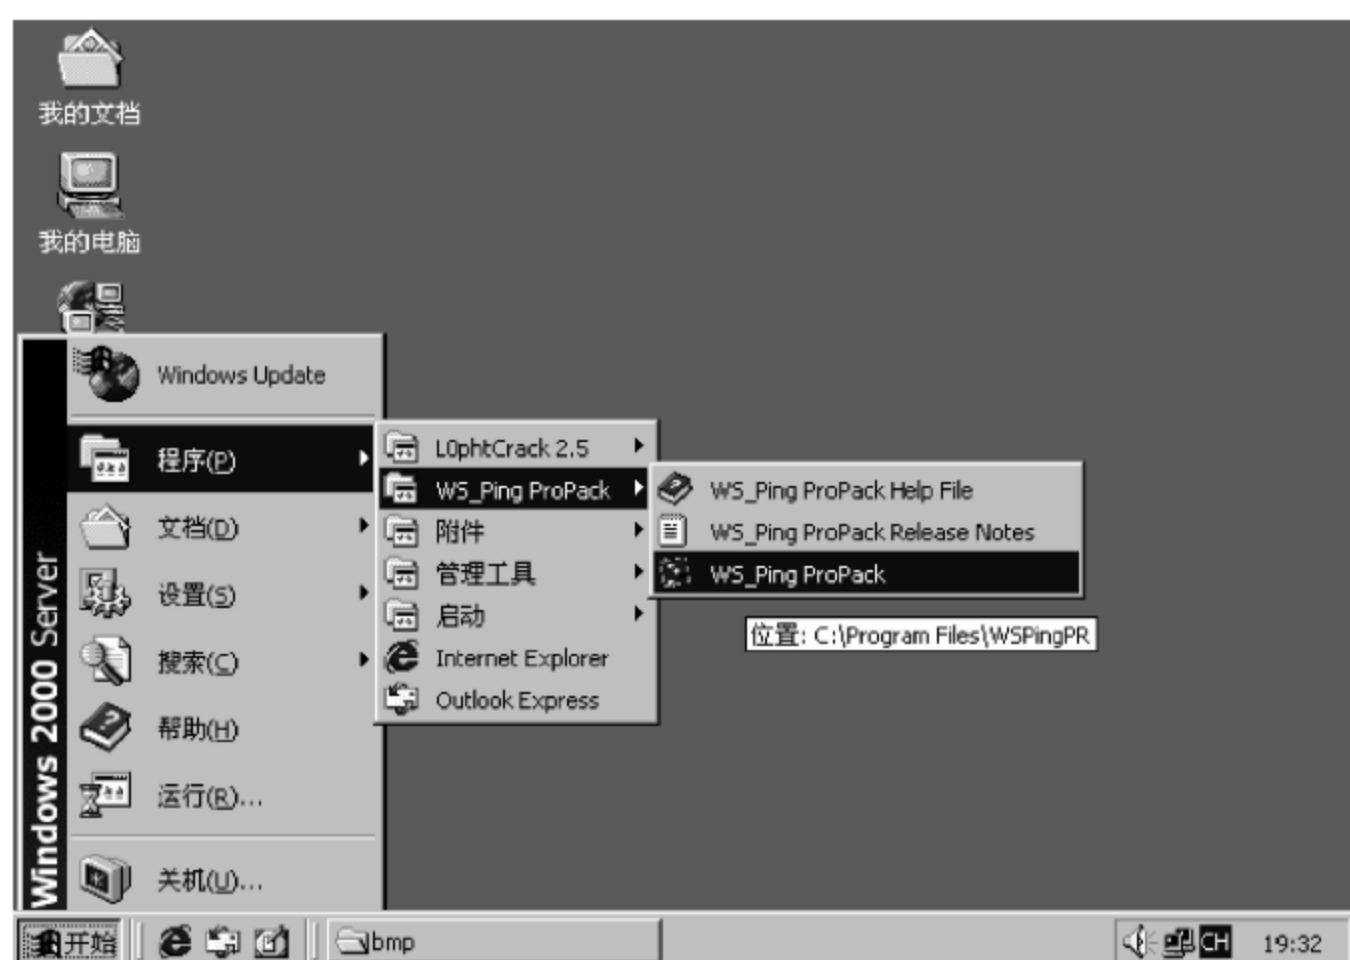 我的文档
我的电脑
Windows 2000 Server
Windows Update
程序(P)
文档(D)
设置(S)
搜索(C)
帮助(H)
运行(R)...
关机(U)...
L0phtCrack 2.5
WS_Ping ProPack
附件
管理工具
启动
Internet Explorer
Outlook Express
WS_Ping ProPack Help File
WS_Ping ProPack Release Notes
WS_Ping ProPack
位置: C:\Program Files\WSPingPR
开始
bmp
CH
19:32